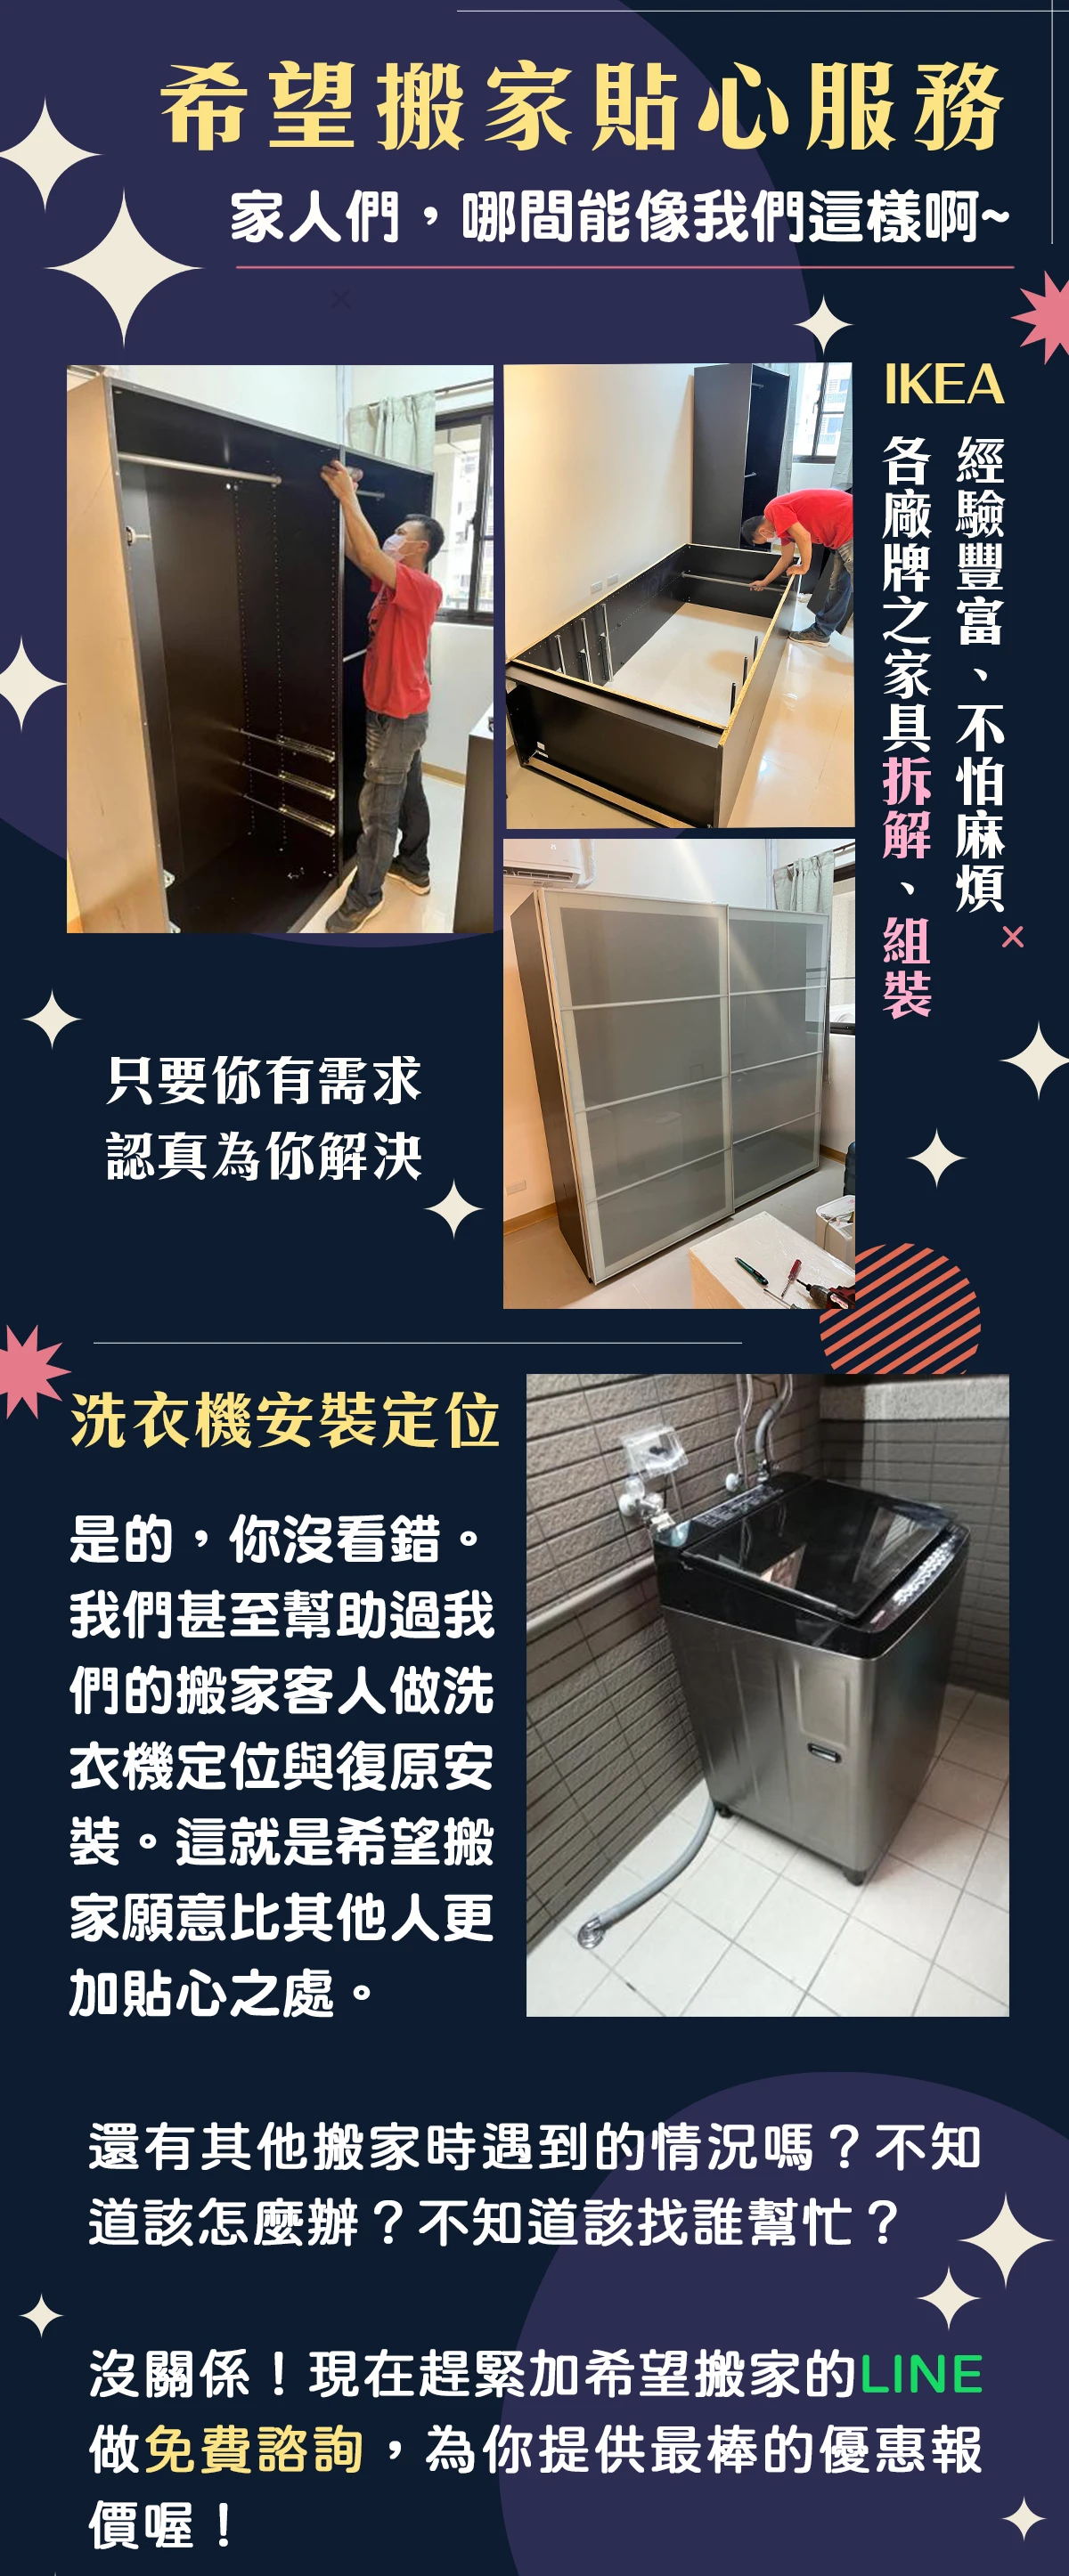 希望搬家貼心服務
家人們，哪間能像我們這樣啊~
IKEA
經驗豐富、不怕麻煩
各廠牌之家具拆解、組裝
只要你有需求
認真為你解決
洗衣機安裝定位
是的，你沒看錯。
我們甚至幫助過我
們的搬家客人做洗
衣機定位與復原安
裝。這就是希望搬
家願意比其他人更
加貼心之處。
還有其他搬家時遇到的情況嗎？不知
道該怎麼辦？不知道該找誰幫忙？
沒關係！現在趕緊加希望搬家的LINE
做免費諮詢，為你提供最棒的優惠報
價喔！